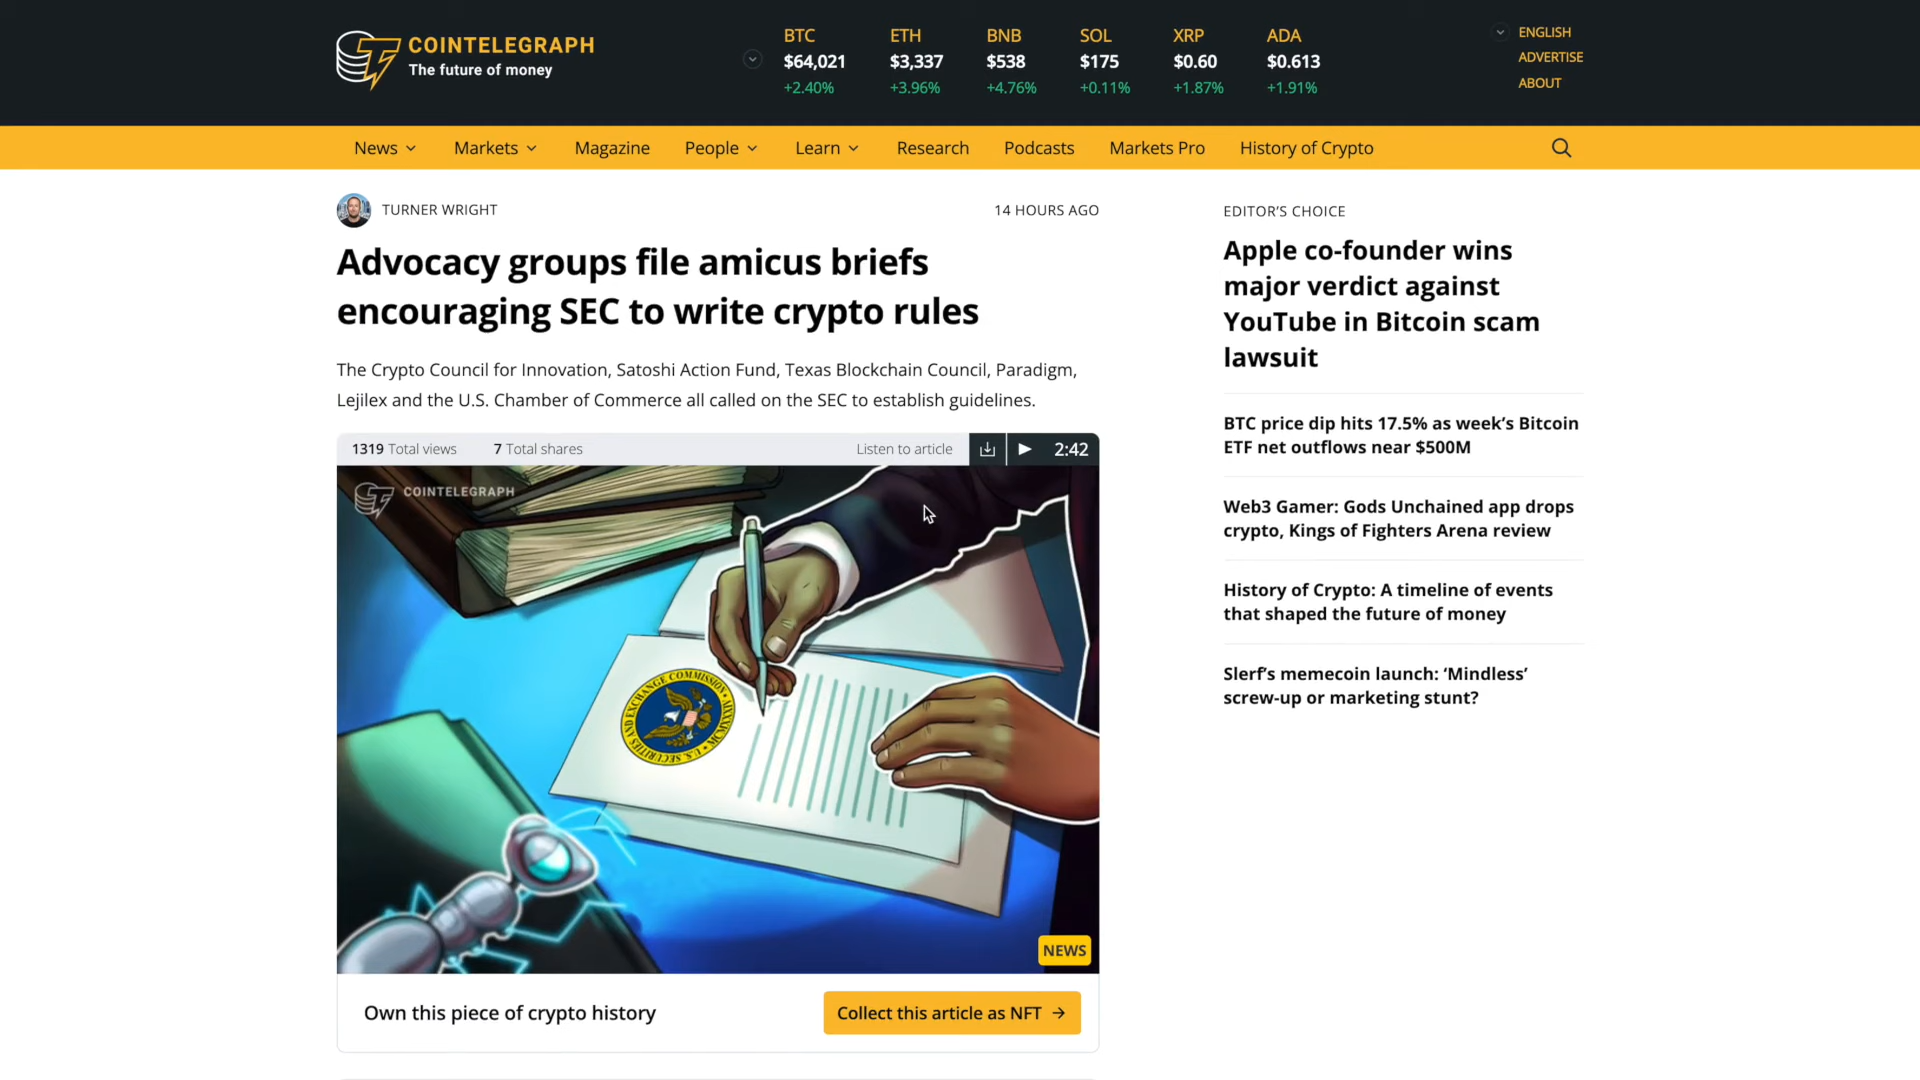 COINTELEGRAPH
The future of money
BTC
$64,021
+2.40%
ETH
$3,337
+3.96%
BNB
$538
+4.76%
SOL
$175
+0.11%
XRP
$0.60
+1.87%
ADA
$0.613
+1.91%
ENGLISH
ADVERTISE
ABOUT
News Markets Magazine People Learn Research Podcasts Markets Pro History of Crypto
TURNER WRIGHT
14 HOURS AGO
Advocacy groups file amicus briefs
encouraging SEC to write crypto rules
The Crypto Council for Innovation, Satoshi Action Fund, Texas Blockchain Council, Paradigm,
Lejilex and the U.S. Chamber of Commerce all called on the SEC to establish guidelines.
1319 Total views 7 Total shares Listen to article 2:42
COINTELEGRAPH
NEWS
Own this piece of crypto history
Collect this article as NFT →
EDITOR’S CHOICE
Apple co-founder wins
major verdict against
YouTube in Bitcoin scam
lawsuit
BTC price dip hits 17.5% as week’s Bitcoin
ETF net outflows near $500M
Web3 Gamer: Gods Unchained app drops
crypto, Kings of Fighters Arena review
History of Crypto: A timeline of events
that shaped the future of money
Slerf’s memecoin launch: ‘Mindless’
screw-up or marketing stunt?